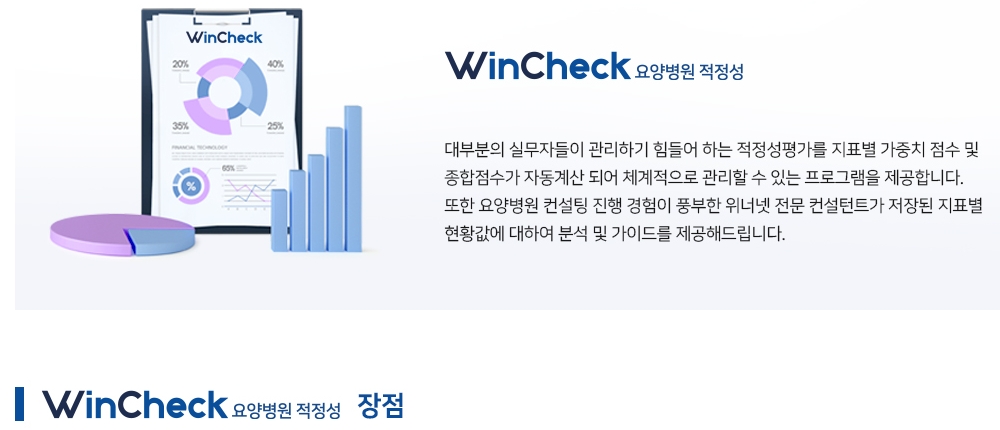 WinCheck
20%
40%
35%
25%
FINANCIAL TECHNOLOGY
65%
%
WinCheck 요양병원 적정성
대부분의 실무자들이 관리하기 힘들어 하는 적정성평가를 지표별 가중치 점수 및
종합점수가 자동계산 되어 체계적으로 관리할 수 있는 프로그램을 제공합니다.
또한 요양병원 컨설팅 진행 경험이 풍부한 위너넷 전문 컨설턴트가 저장된 지표별
현황값에 대하여 분석 및 가이드를 제공해드립니다.
WinCheck 요양병원 적정성 장점